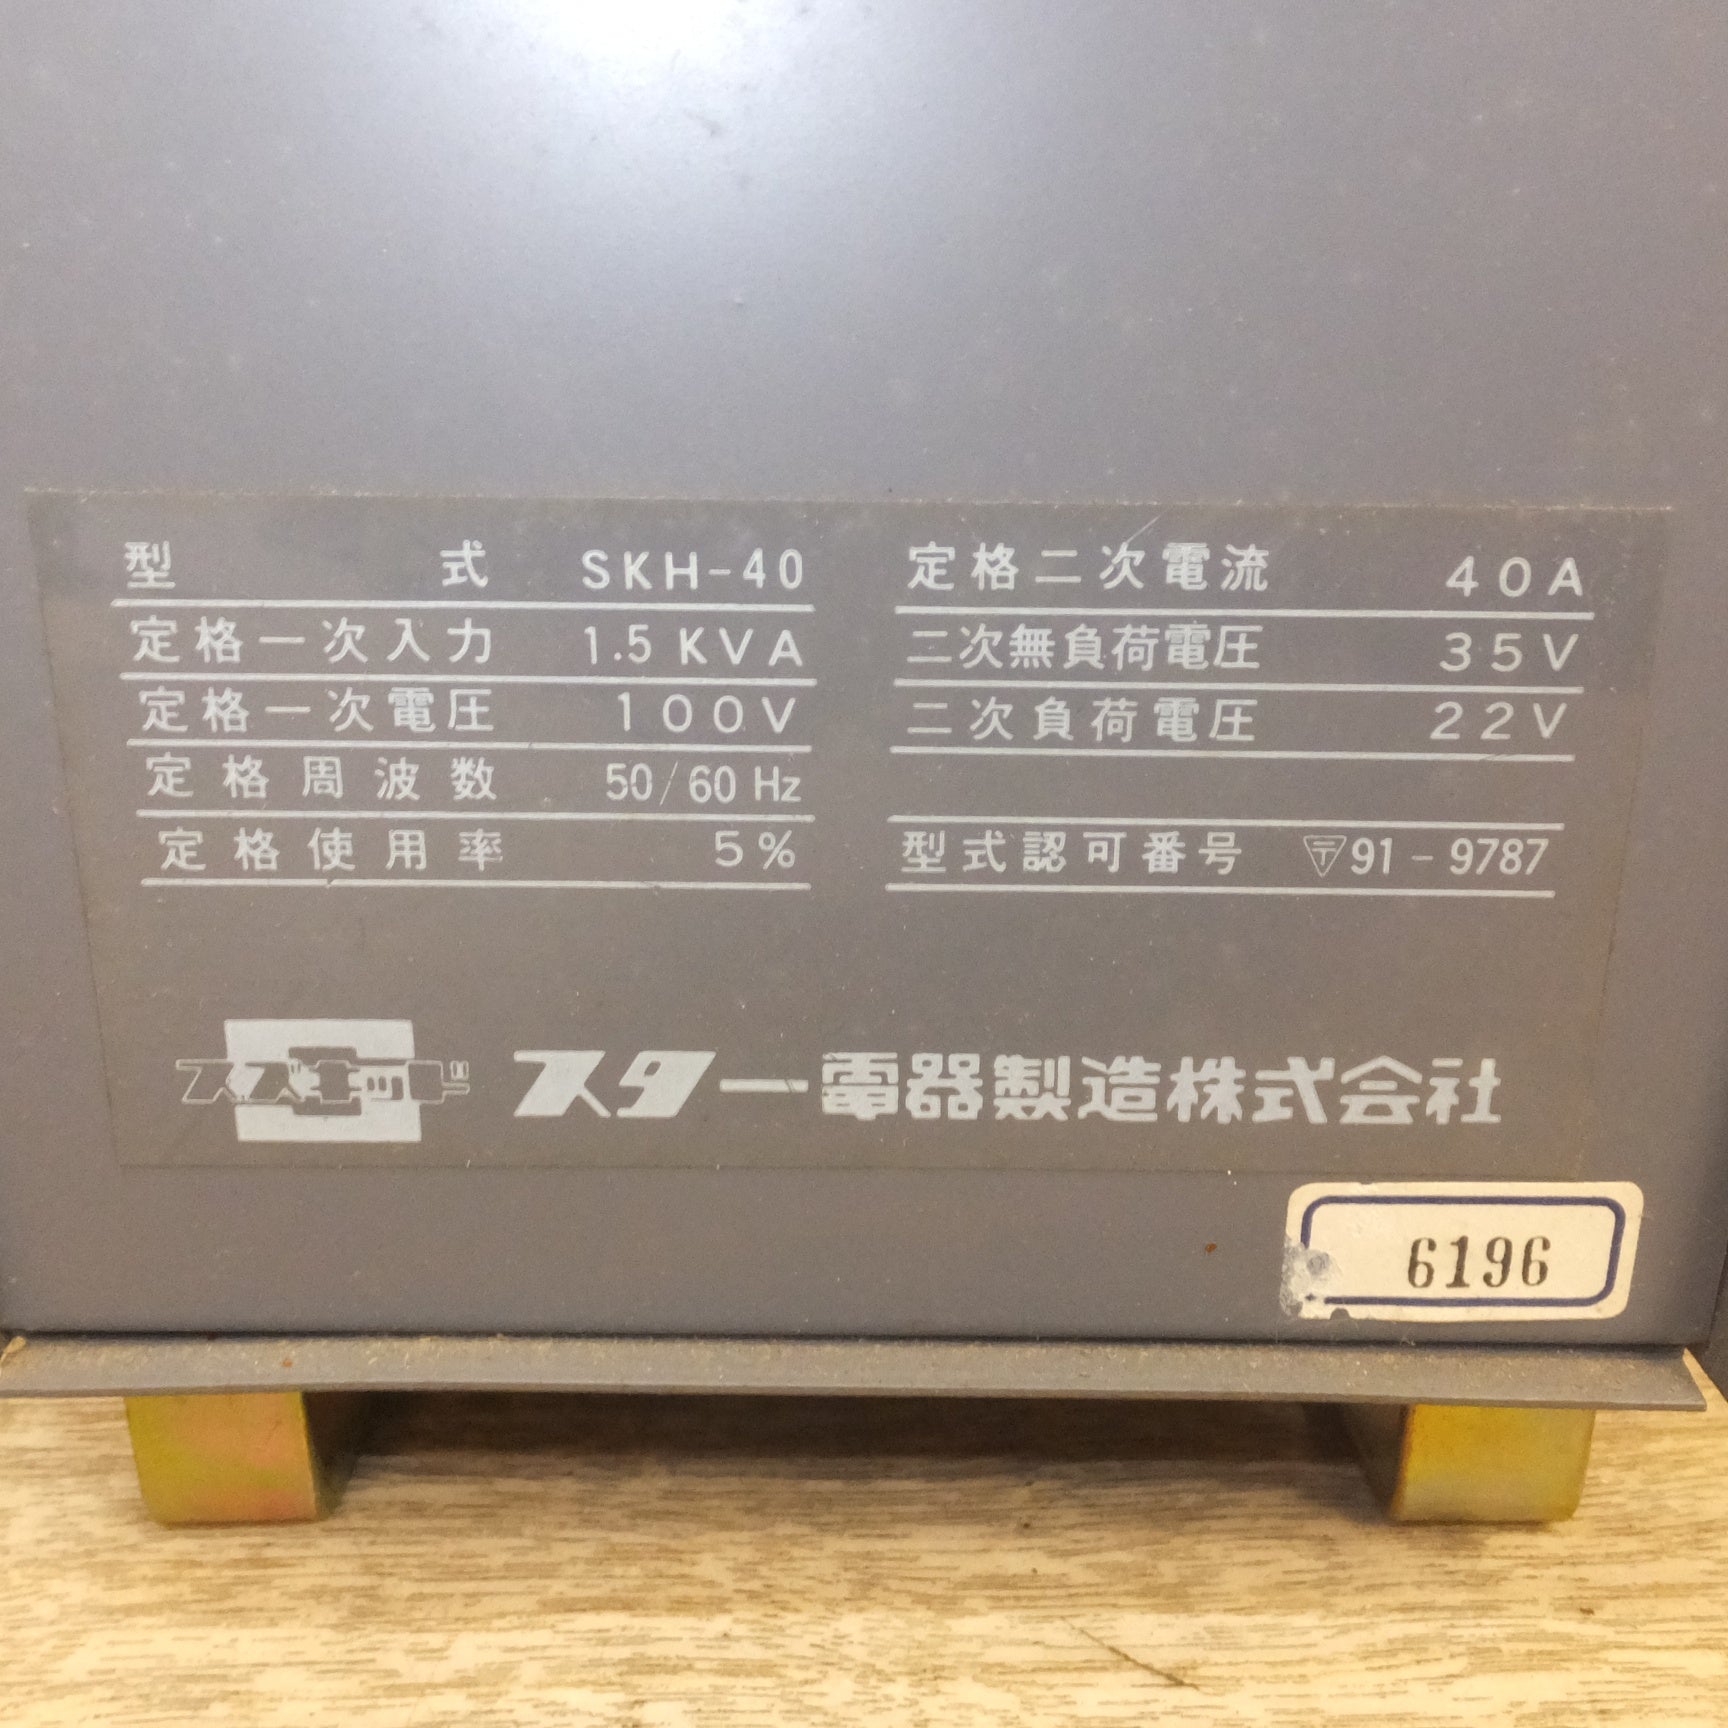 型式 SKH-40
定格一次入力 1.5 KVA
定格一次電圧 100V
定格周波数 50/60 Hz
定格使用率 5%
定格二次電流 40A
二次無負荷電圧 35V
二次負荷電圧 22V
型式認可番号 〒91-9787
スター電器製造株式会社
6196